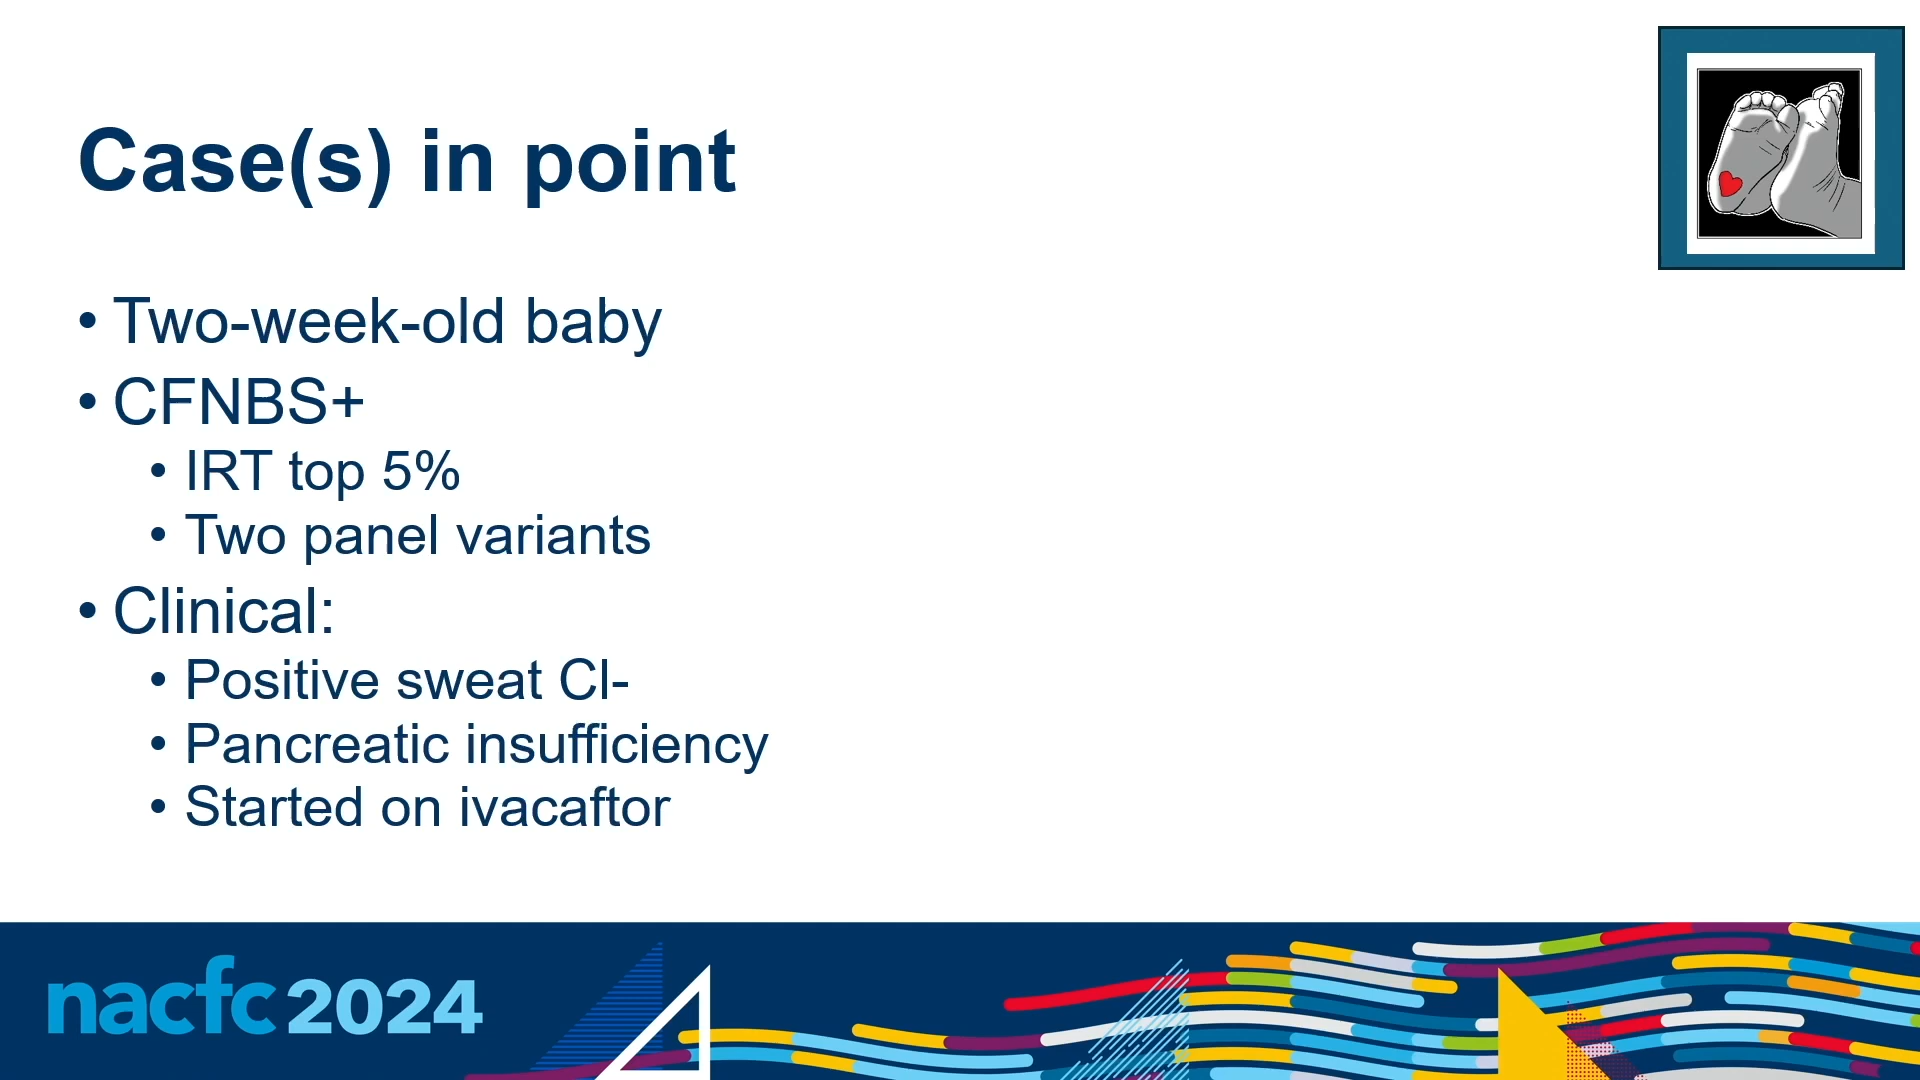 Case(s) in point
• Two-week-old baby
• CFNBS+
• IRT top 5%
• Two panel variants
• Clinical:
• Positive sweat Cl-
• Pancreatic insufficiency
• Started on ivacaftor
nacfc 2024